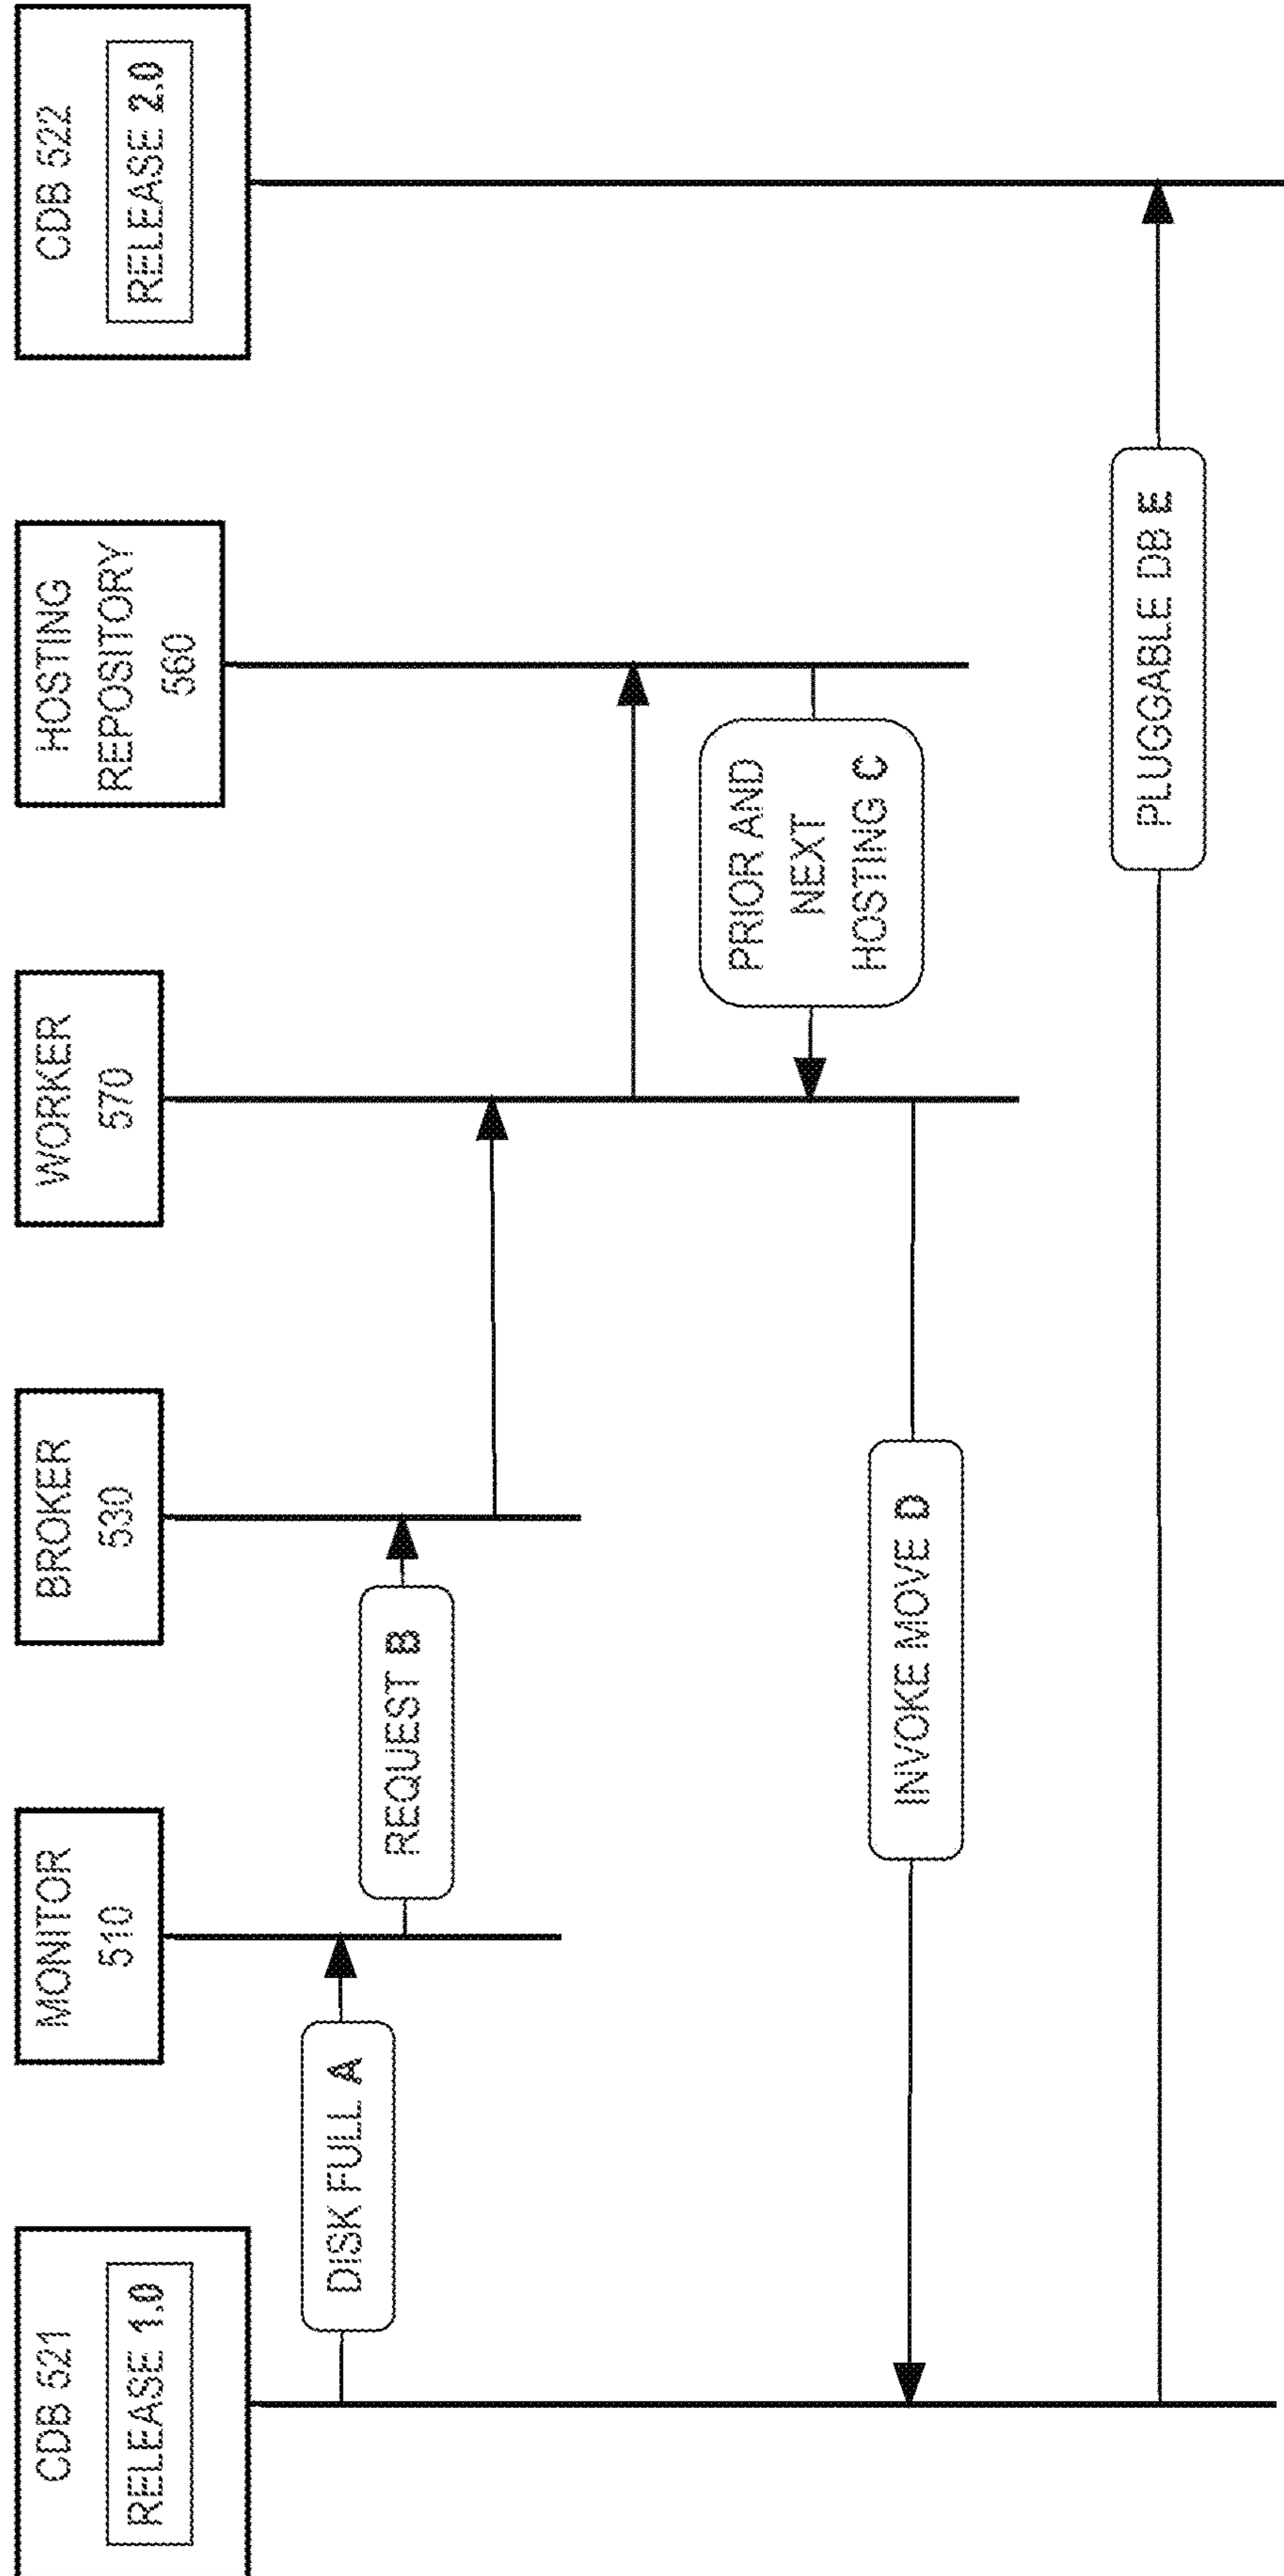 CDB 521
RELEASE 1.0
MONITOR
510
BROKER
530
WORKER
570
HOSTING
REPOSITORY
560
CDB 522
RELEASE 2.0
DISK FULL A
REQUEST B
PRIOR AND
NEXT
HOSTING C
INVOKE MOVE D
PLUGGABLE DB E